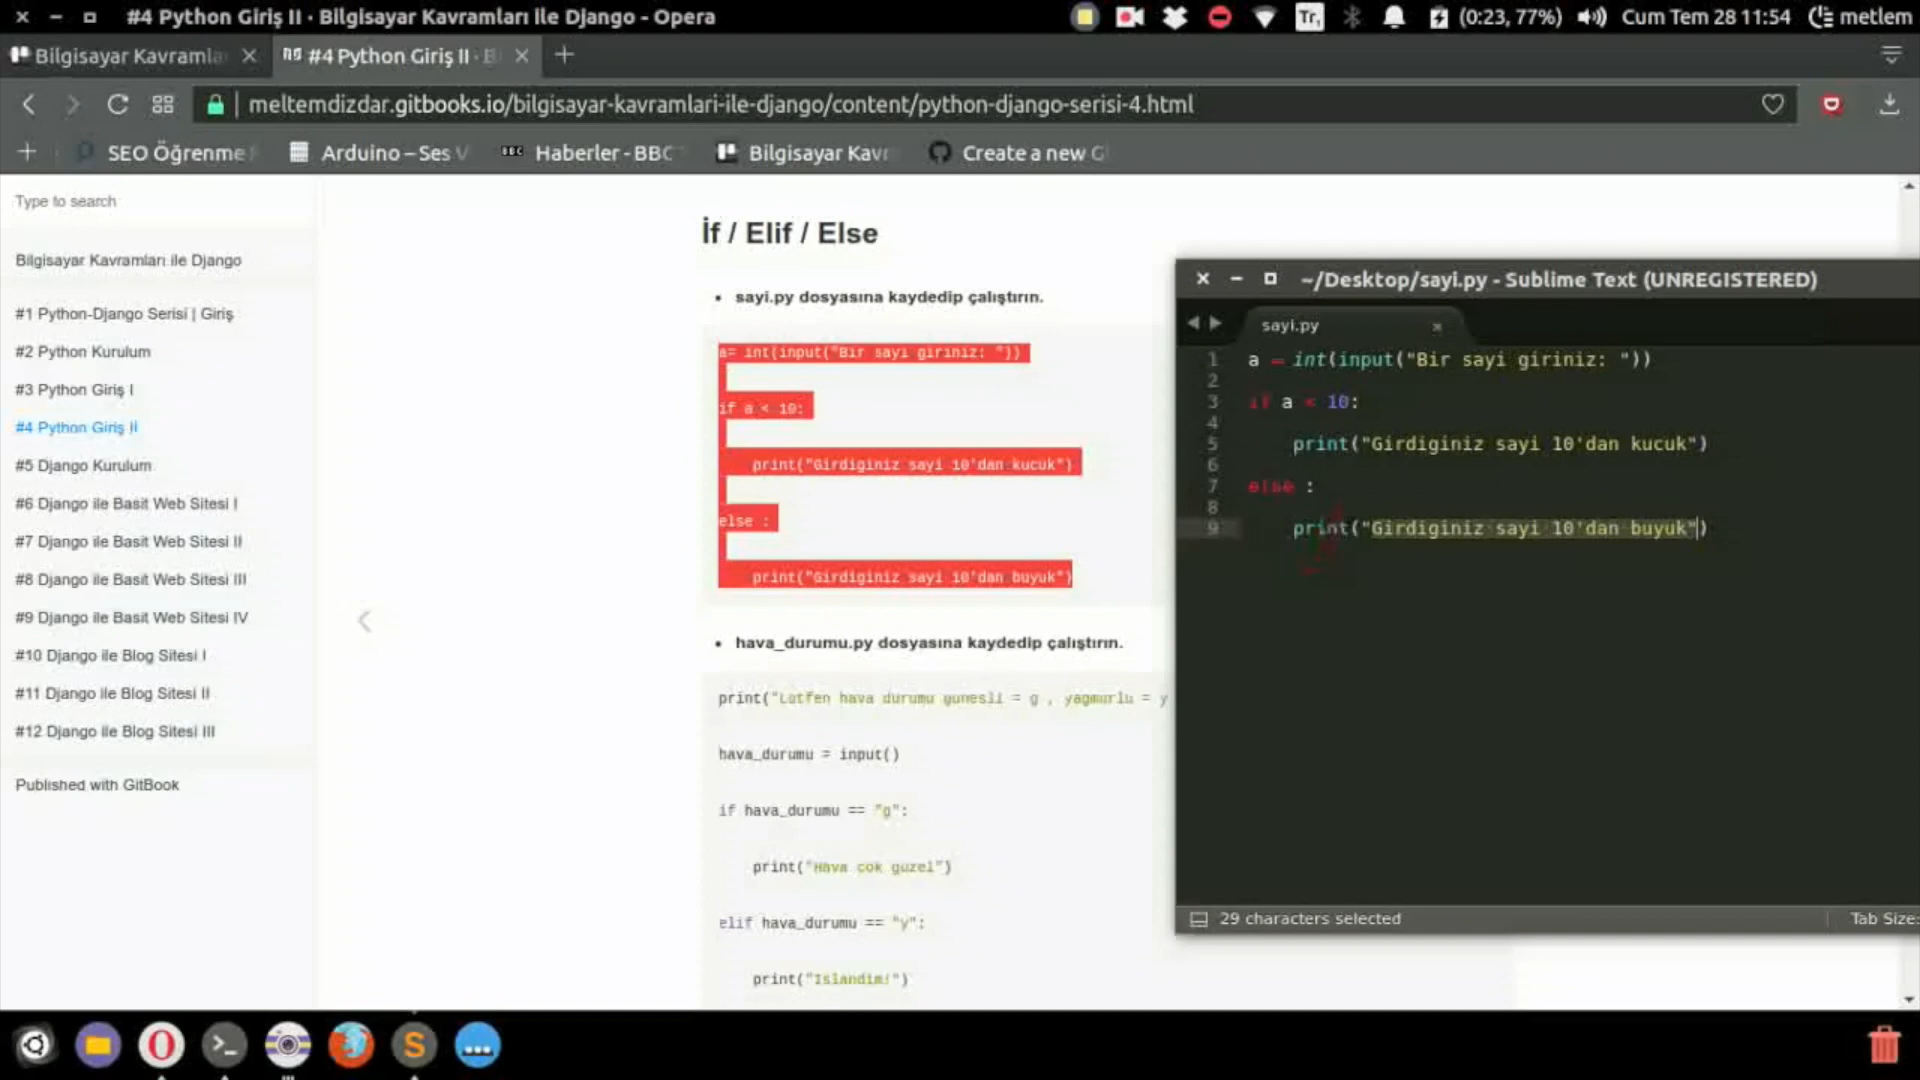 #4 Python Giriş II · Bilgisayar Kavramları ile Django - Opera
Tr,
(0:23, 77%)
Cum Tem 28 11:54
metlem
Bilgisayar Kavramla
#4 Python Giriş II · B
meltemdizdar.gitbooks.io/bilgisayar-kavramlari-ile-django/content/python-django-serisi-4.html
SEO Öğrenme
Arduino – Ses V
BBC
Haberler - BBC
Bilgisayar Kavr
Create a new G
Type to search
Bilgisayar Kavramları ile Django
#1 Python-Django Serisi | Giriş
#2 Python Kurulum
#3 Python Giriş I
#4 Python Giriş II
#5 Django Kurulum
#6 Django ile Basit Web Sitesi I
#7 Django ile Basit Web Sitesi II
#8 Django ile Basit Web Sitesi III
#9 Django ile Basit Web Sitesi IV
#10 Django ile Blog Sitesi I
#11 Django ile Blog Sitesi II
#12 Django ile Blog Sitesi III
Published with GitBook
İf / Elif / Else
• sayi.py dosyasına kaydedip çalıştırın.
a= int(input("Bir sayi giriniz: "))
if a < 10:
print("Girdiginiz sayi 10'dan kucuk")
else :
print("Girdiginiz sayi 10'dan buyuk")
• hava_durumu.py dosyasına kaydedip çalıştırın.
print("Lutfen hava durumu gunesli = g , yagmurlu = y
hava_durumu = input()
if hava_durumu == "g":
print("Hava cok guzel")
elif hava_durumu == "y":
print("Islandim!")
~/Desktop/sayi.py - Sublime Text (UNREGISTERED)
sayi.py
1 a = int(input("Bir sayi giriniz: "))
2
3 if a < 10:
4
5 print("Girdiginiz sayi 10'dan kucuk")
6
7 else :
8
9 print("Girdiginiz sayi 10'dan buyuk")
29 characters selected
Tab Size: